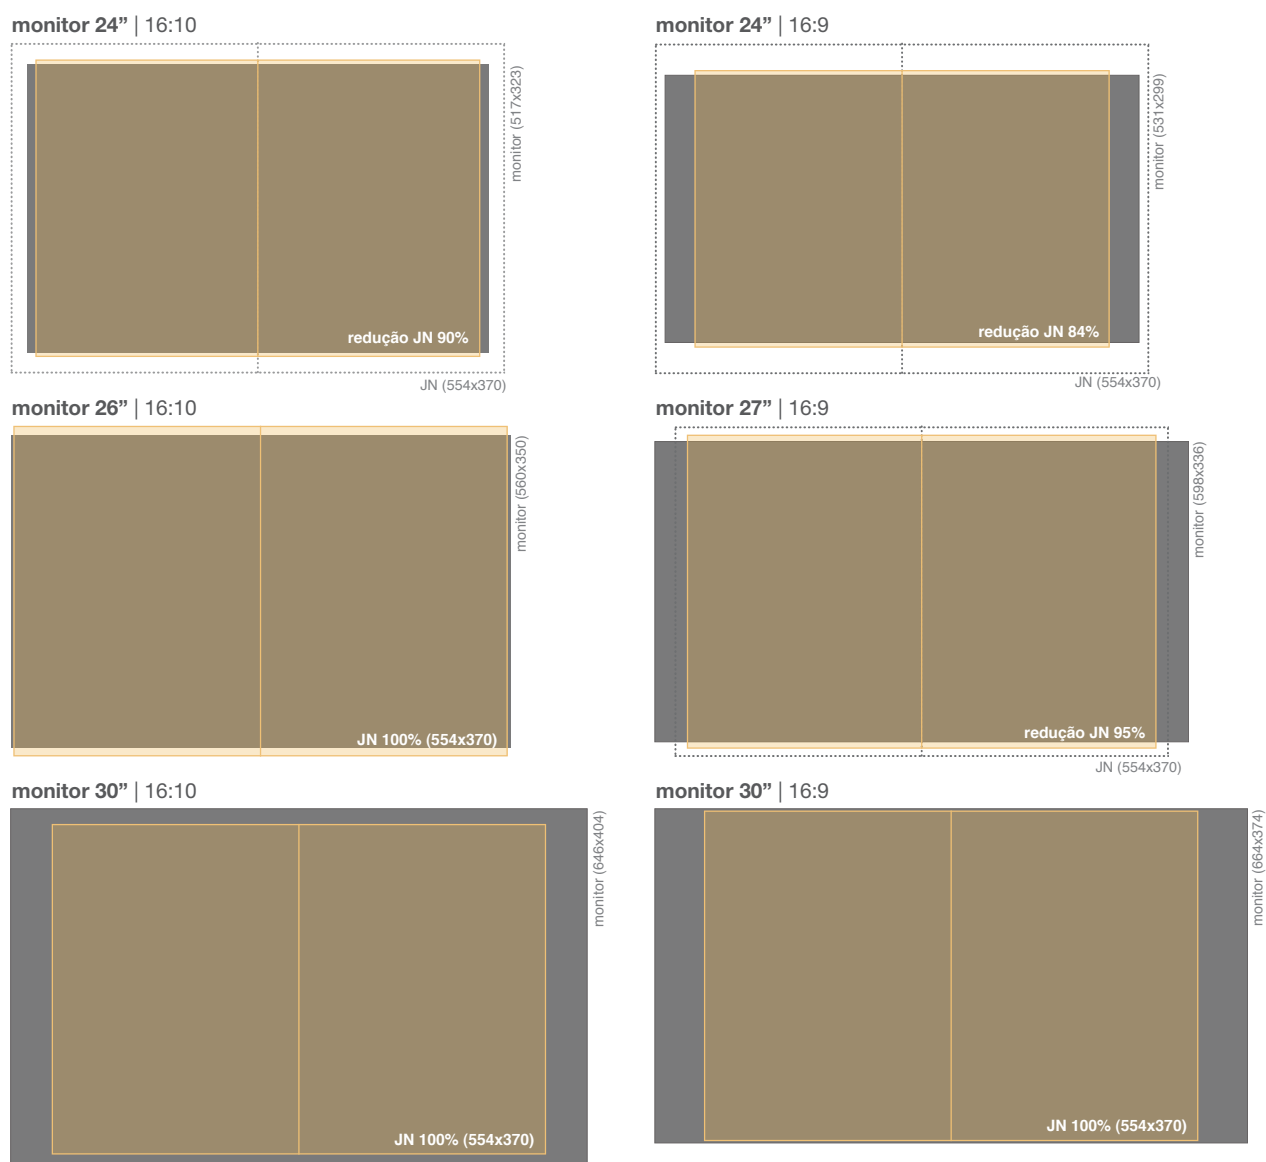 monitor 24” | 16:10
monitor (517x323)
redução JN 90%
JN (554x370)
monitor 24” | 16:9
monitor (531x299)
redução JN 84%
JN (554x370)
monitor 26” | 16:10
monitor (560x350)
JN 100% (554x370)
monitor 27” | 16:9
monitor (598x336)
redução JN 95%
JN (554x370)
monitor 30” | 16:10
monitor (646x404)
JN 100% (554x370)
monitor 30” | 16:9
monitor (664x374)
JN 100% (554x370)